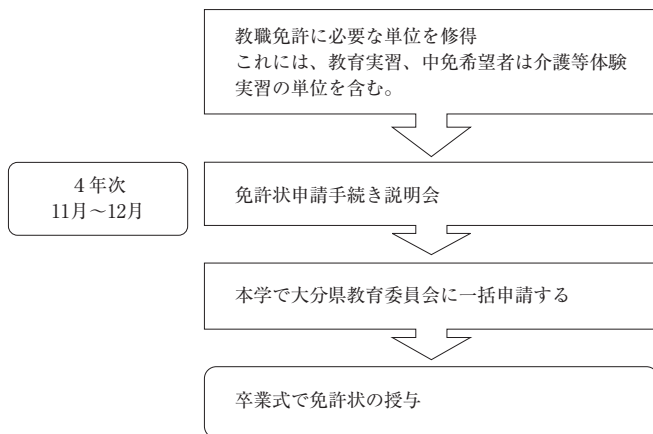 教職免許に必要な単位を修得
これには、教育実習、中免希望者は介護等体験
実習の単位を含む。
4年次
11月～12月
免許状申請手続き説明会
本学で大分県教育委員会に一括申請する
卒業式で免許状の授与